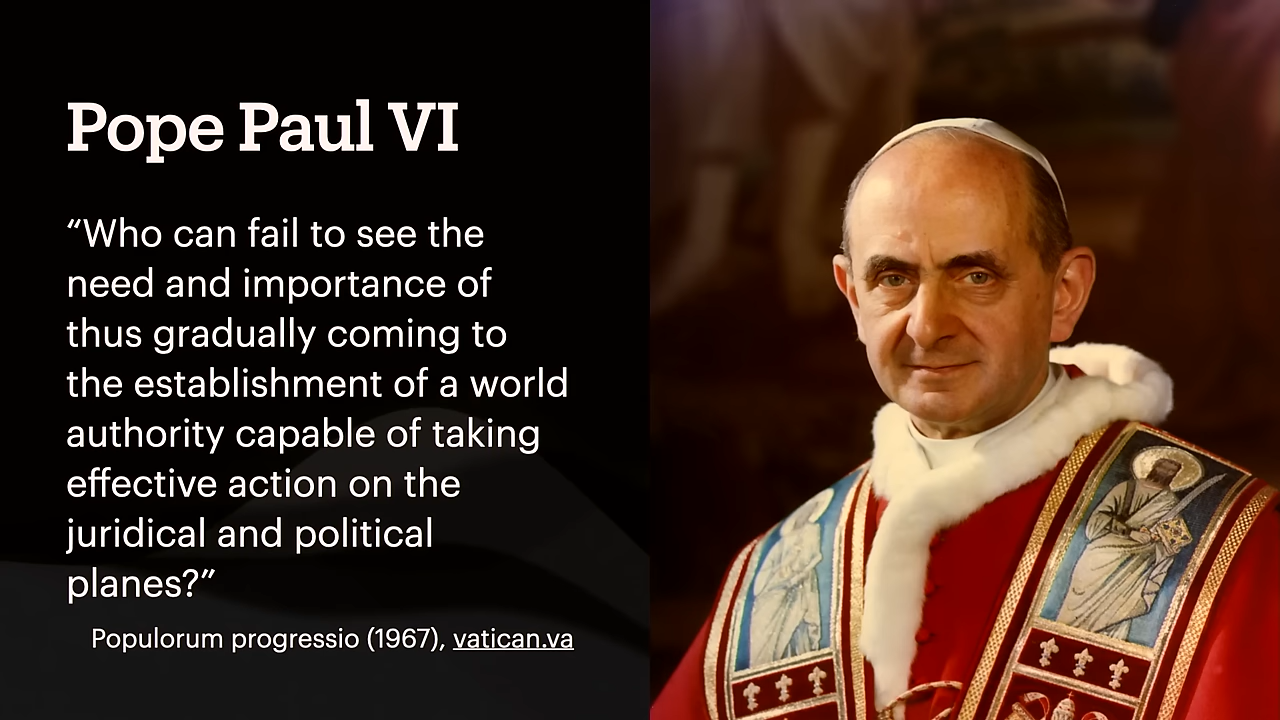 Pope Paul VI
“Who can fail to see the
need and importance of
thus gradually coming to
the establishment of a world
authority capable of taking
effective action on the
juridical and political
planes?”
Populorum progressio (1967), vatican.va